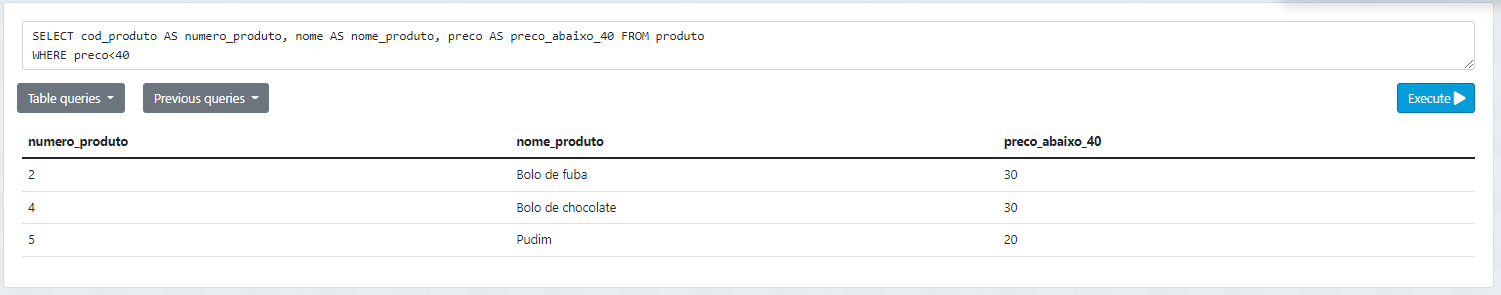 SELECT cod_produto AS numero_produto, nome AS nome_produto, preco AS preco_abaixo_40 FROM produto
WHERE preco<40
Table queries Previous queries Execute
numero_produto nome_produto preco_abaixo_40
2 Bolo de fuba 30
4 Bolo de chocolate 30
5 Pudim 20